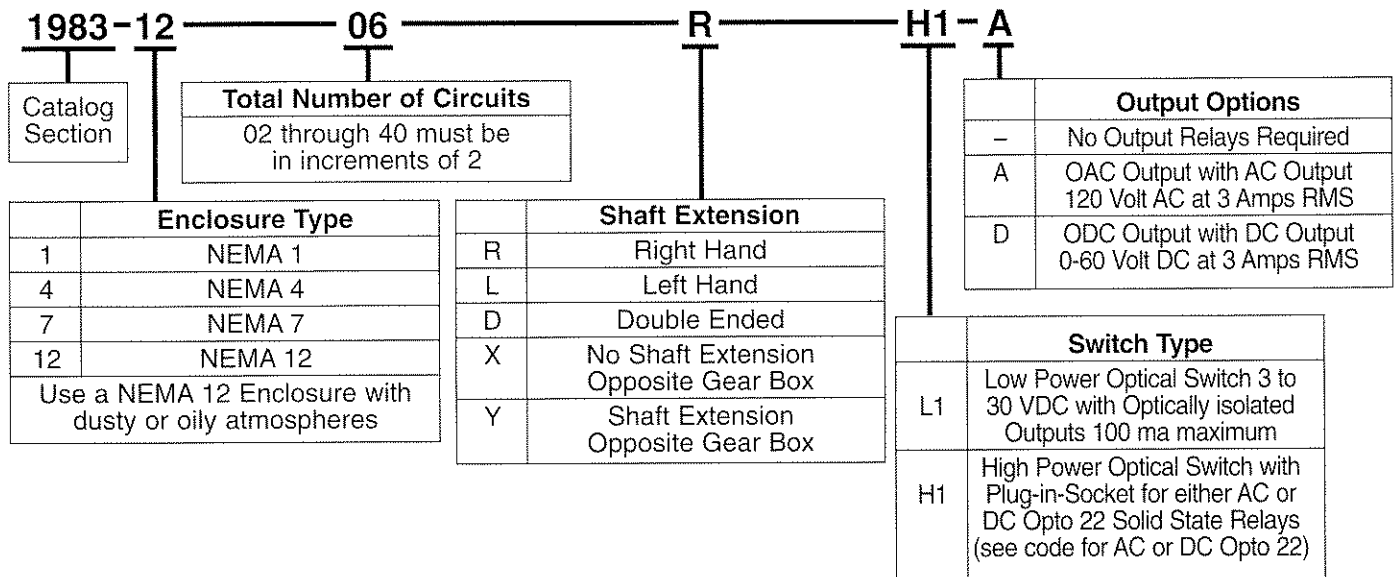 1983-12 06 R H1-A
Catalog
Section
Total Number of Circuits
02 through 40 must be
in increments of 2
Enclosure Type
1 NEMA 1
4 NEMA 4
7 NEMA 7
12 NEMA 12
Use a NEMA 12 Enclosure with
dusty or oily atmospheres
Shaft Extension
R Right Hand
L Left Hand
D Double Ended
X No Shaft Extension
Opposite Gear Box
Y Shaft Extension
Opposite Gear Box
Output Options
– No Output Relays Required
A OAC Output with AC Output
120 Volt AC at 3 Amps RMS
D ODC Output with DC Output
0-60 Volt DC at 3 Amps RMS
Switch Type
Low Power Optical Switch 3 to
L1 30 VDC with Optically isolated
Outputs 100 ma maximum
High Power Optical Switch with
H1 Plug-in-Socket for either AC or
DC Opto 22 Solid State Relays
(see code for AC or DC Opto 22)